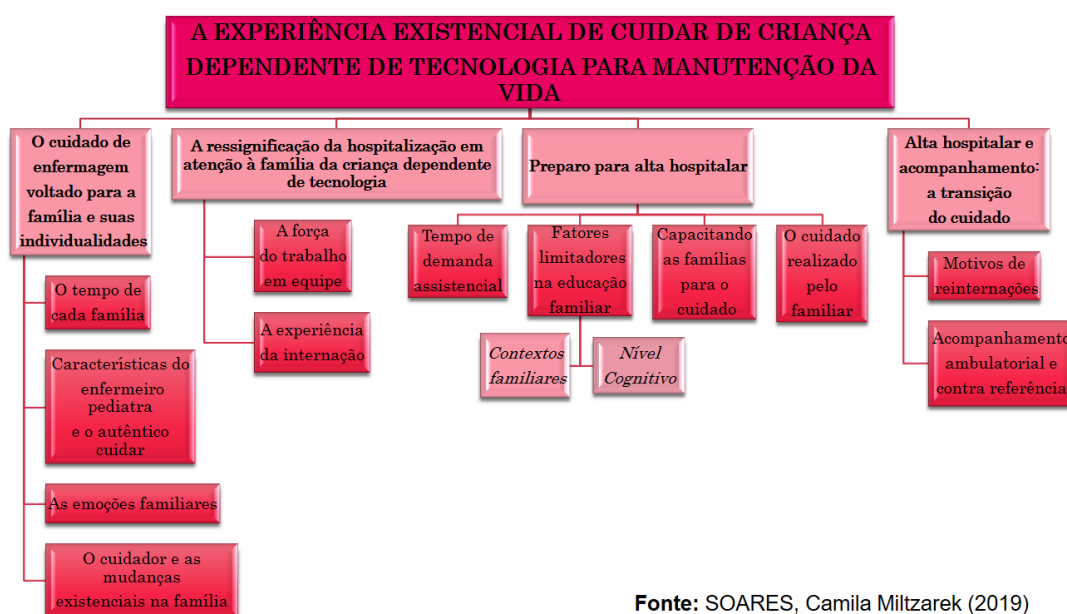 A EXPERIÊNCIA EXISTENCIAL DE CUIDAR DE CRIANÇA
DEPENDENTE DE TECNOLOGIA PARA MANUTENÇÃO DA
VIDA
O cuidado de
enfermagem
voltado para a
família e suas
individualidades
O tempo de
cada família
Características do
enfermeiro
pediatra
e o autêntico
cuidar
As emoções familiares
O cuidador e as
mudanças
existenciais na família
A ressignificação da hospitalização em
atenção à família da criança dependente
de tecnologia
A força
do trabalho
em equipe
A experiência
da internação
Preparo para alta hospitalar
Tempo de
demanda
assistencial
Fatores
limitadores
na educação
familiar
Contextos
familiares
Nível
Cognitivo
Capacitando
as famílias
para o
cuidado
O cuidado
realizado
pelo
familiar
Alta hospitalar e
acompanhamento:
a transição
do cuidado
Motivos de
reinternações
Acompanhamento
ambulatorial e
contra referência
Fonte: SOARES, Camila Miltzarek (2019)